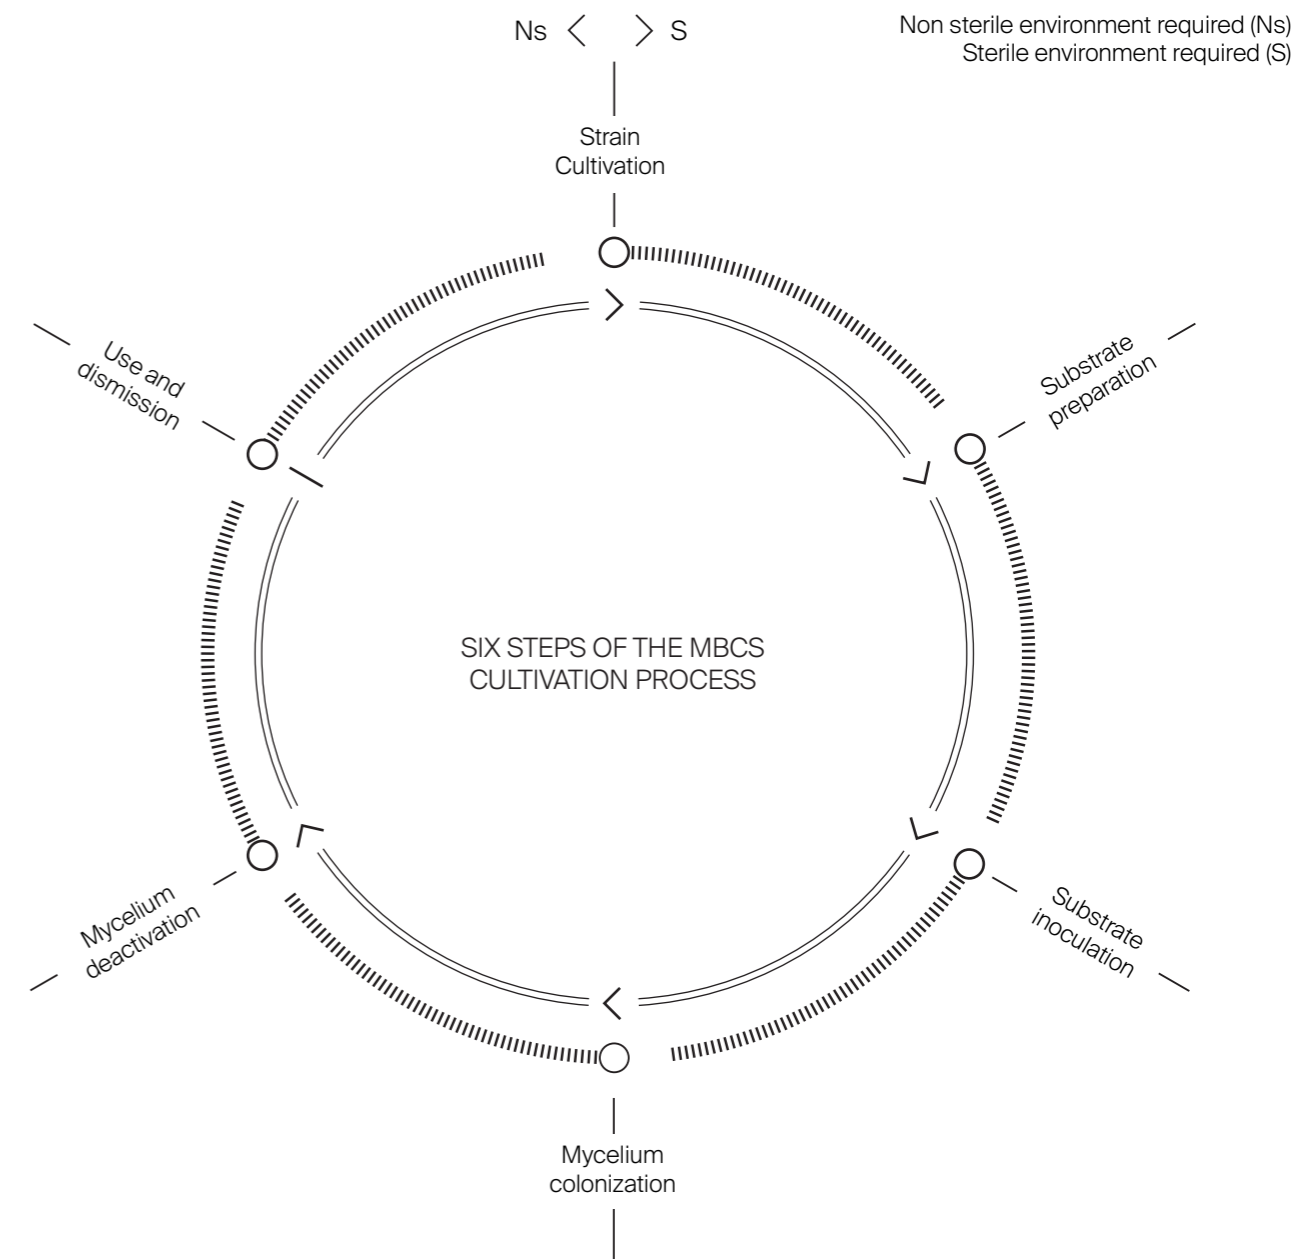 Ns < > S
Non sterile environment required (Ns)
Sterile environment required (S)
Strain
Cultivation
Substrate
preparation
Substrate
inoculation
Mycelium
colonization
Mycelium
deactivation
Use and
dismission
SIX STEPS OF THE MBCS
CULTIVATION PROCESS